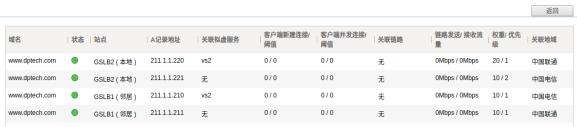 返回
域名 状态 站点 A记录地址 关联拟虚服务 客户端新建连接/阈值 客户端并发连接/阈值 关联链路 链路发送/ 接收流量 权重/ 优先级 关联地域
www.dptech.com GSLB2 ( 本地 ) 211.1.1.220 vs2 0 / 0 0 / 0 无 0Mbps / 0Mbps 20 / 1 中国联通
www.dptech.com GSLB2 ( 本地 ) 211.1.1.221 无 0 / 0 0 / 0 无 0Mbps / 0Mbps 10 / 2 中国电信
www.dptech.com GSLB1 ( 邻居 ) 211.1.1.210 vs2 0 / 0 0 / 0 无 0Mbps / 0Mbps 10 / 1 中国电信
www.dptech.com GSLB1 ( 邻居 ) 211.1.1.211 无 0 / 0 0 / 0 无 0Mbps / 0Mbps 10 / 1 中国联通